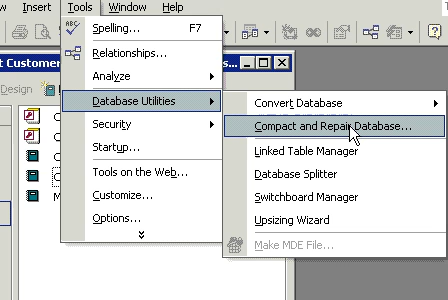 w Insert Tools Window Help
t Customer
s...
Design
Spelling... F7
Relationships...
Analyze
Database Utilities
Security
Startup...
Tools on the Web...
Customize...
Options...
Convert Database
Compact and Repair Database...
Linked Table Manager
Database Splitter
Switchboard Manager
Upsizing Wizard
Make MDE File...